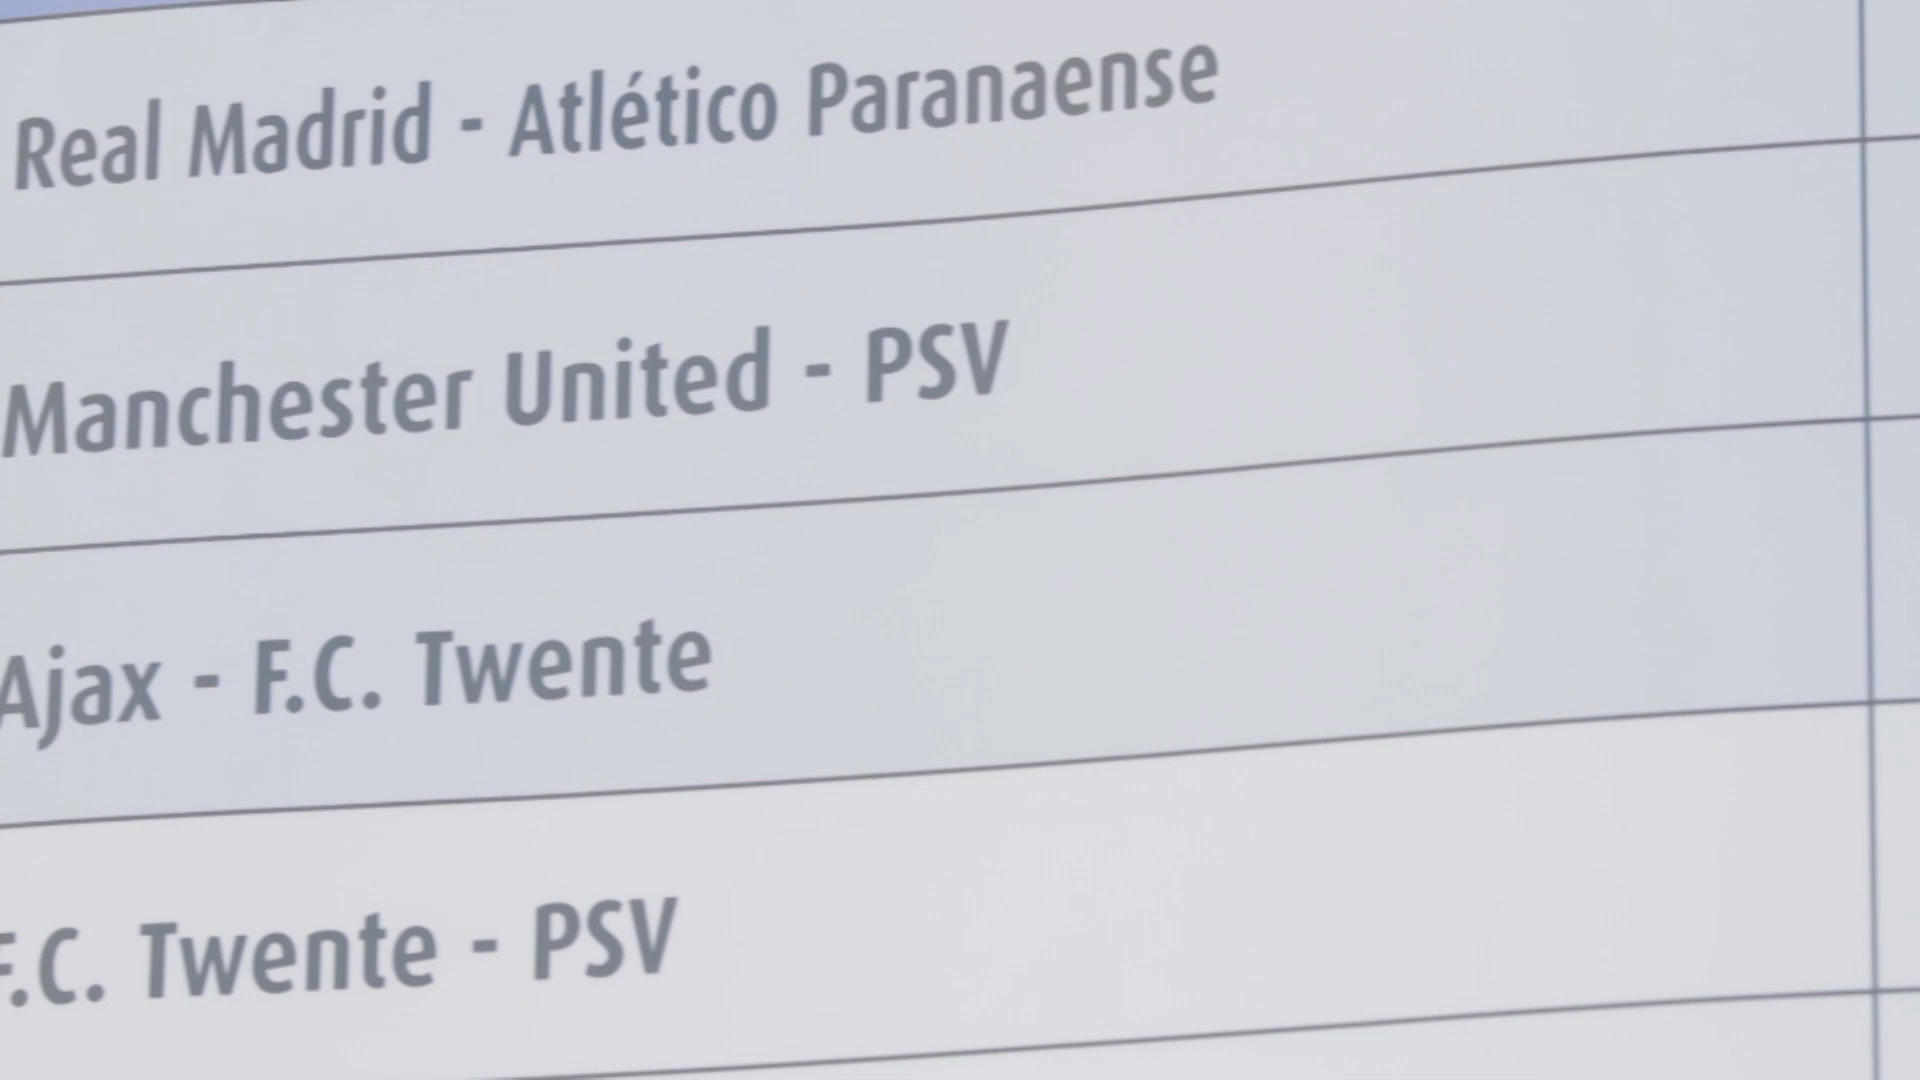 Real Madrid - Atlético Paranaense
Manchester United - PSV
Ajax - F.C. Twente
F.C. Twente - PSV